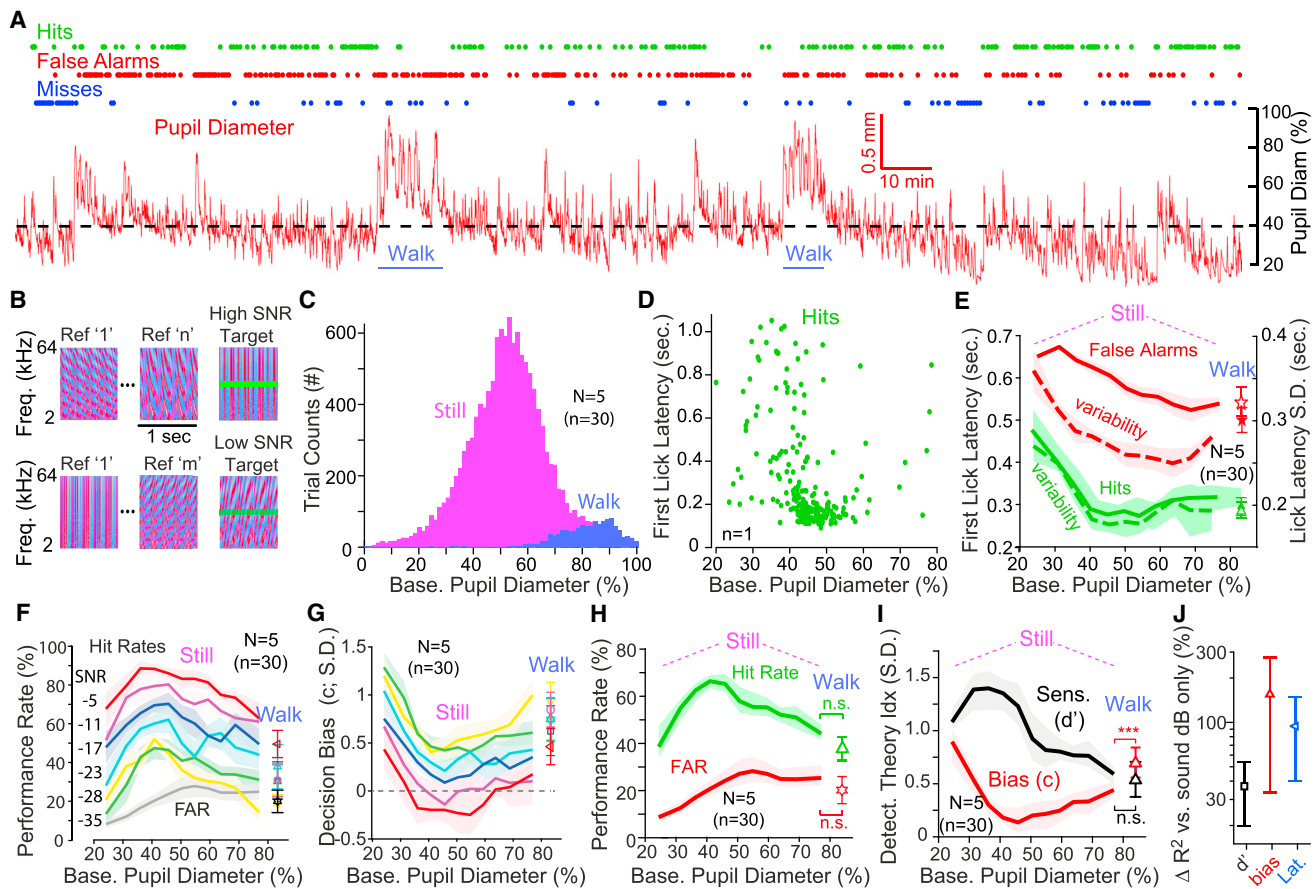 A
Hits
False Alarms
Misses
Pupil Diameter
0.5 mm
10 min
Walk
Walk
100
80
60
40
20
Pupil Diam (%)
B
Ref '1'
Ref 'n'
High SNR
Target
Freq. (kHz)
64
2
1 sec
Low SNR
Target
Ref '1'
Ref 'm'
Freq. (kHz)
64
2
C
Trial Counts (#)
600
400
200
0
Still
N=5
(n=30)
Walk
0 10 20 30 40 50 60 70 80 90 100
Base. Pupil Diameter (%)
D
Hits
First Lick Latency (sec.)
1.0
0.8
0.6
0.4
0.2
0
n=1
20 30 40 50 60 70 80
Base. Pupil Diameter (%)
E
Still
First Lick Latency (sec.)
0.7
0.6
0.5
0.4
0.3
0.2
False Alarms
variability
variability
Hits
Walk
N=5
(n=30)
0.4
0.3
0.2
Lick Latency S.D. (sec.)
20 30 40 50 60 70 80
Base. Pupil Diameter (%)
F
Performance Rate (%)
100
80
60
40
20
0
Hit Rates
Still
N=5
(n=30)
SNR
-5
-11
-17
-23
-28
-35
FAR
Walk
20 30 40 50 60 70 80
Base. Pupil Diameter (%)
G
Decision Bias (c; S.D.)
1.5
1
0.5
0
-0.5
N=5
(n=30)
Still
Walk
20 30 40 50 60 70 80
Base. Pupil Diameter (%)
H
Performance Rate (%)
80
60
40
20
0
Still
Hit Rate
Walk
n.s.
FAR
N=5
(n=30)
n.s.
20 30 40 50 60 70 80
Base. Pupil Diameter (%)
I
Detect. Theory Idx (S.D.)
1.5
1.0
0.5
0
Still
Sens.
(d')
Walk
***
Bias (c)
N=5
(n=30)
n.s.
20 30 40 50 60 70 80
Base. Pupil Diameter (%)
J
Δ R2 vs. sound dB only (%)
300
100
30
d'
bias
Lat.